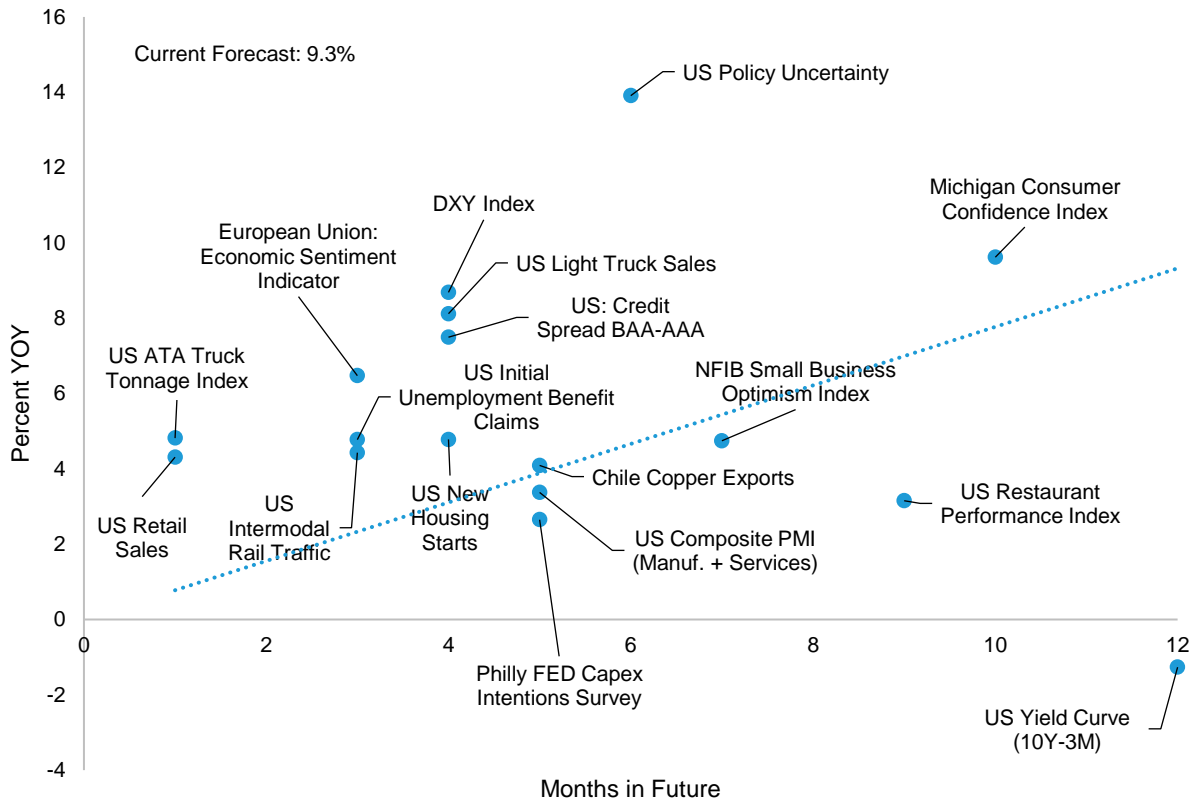 16
14
12
10
8
6
4
2
0
-2
-4
Percent YOY
Current Forecast: 9.3%
US Policy Uncertainty
Michigan Consumer
Confidence Index
DXY Index
European Union:
Economic Sentiment
Indicator
US Light Truck Sales
US: Credit
Spread BAA-AAA
US ATA Truck
Tonnage Index
US Initial
Unemployment Benefit
Claims
NFIB Small Business
Optimism Index
Chile Copper Exports
US Retail
Sales
US
Intermodal
Rail Traffic
US New
Housing
Starts
US Composite PMI
(Manuf. + Services)
US Restaurant
Performance Index
Philly FED Capex
Intentions Survey
US Yield Curve
(10Y-3M)
0 2 4 6 8 10 12
Months in Future